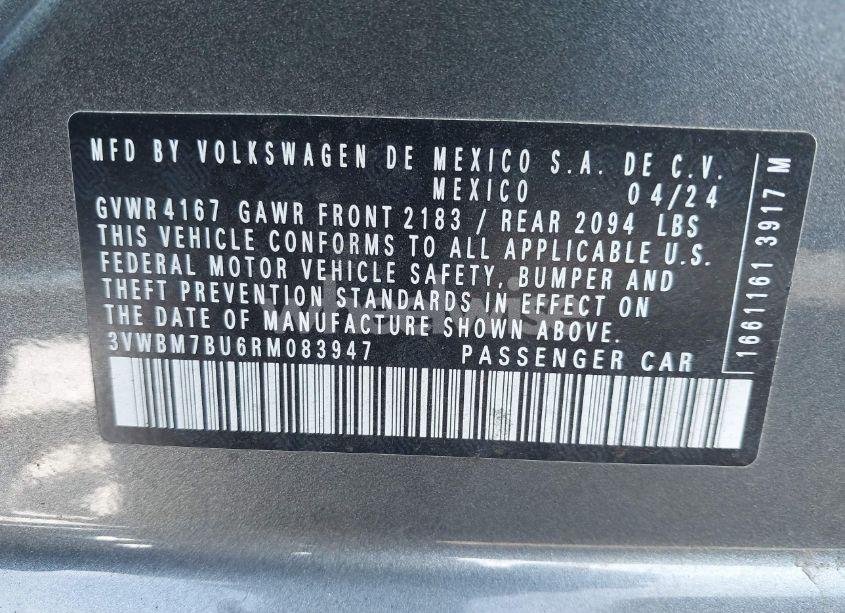 MFD BY VOLKSWAGEN DE MEXICO S.A. DE C.V.
MEXICO 04/24
GVWR 4167 GAWR FRONT 2183 / REAR 2094 LBS
THIS VEHICLE CONFORMS TO ALL APPLICABLE U.S.
FEDERAL MOTOR VEHICLE SAFETY, BUMPER AND
THEFT PREVENTION STANDARDS IN EFFECT ON
THE DATE OF MANUFACTURE SHOWN ABOVE.
3VWBM7BU6RM083947 PASSENGER CAR
1661161 3917 M